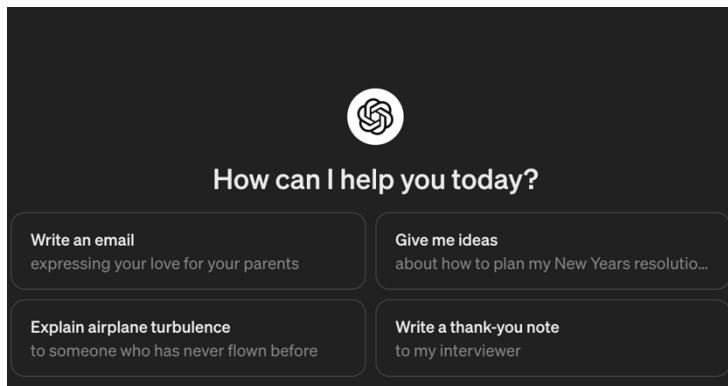 How can I help you today?
Write an email
expressing your love for your parents
Give me ideas
about how to plan my New Years resolutio...
Explain airplane turbulence
to someone who has never flown before
Write a thank-you note
to my interviewer